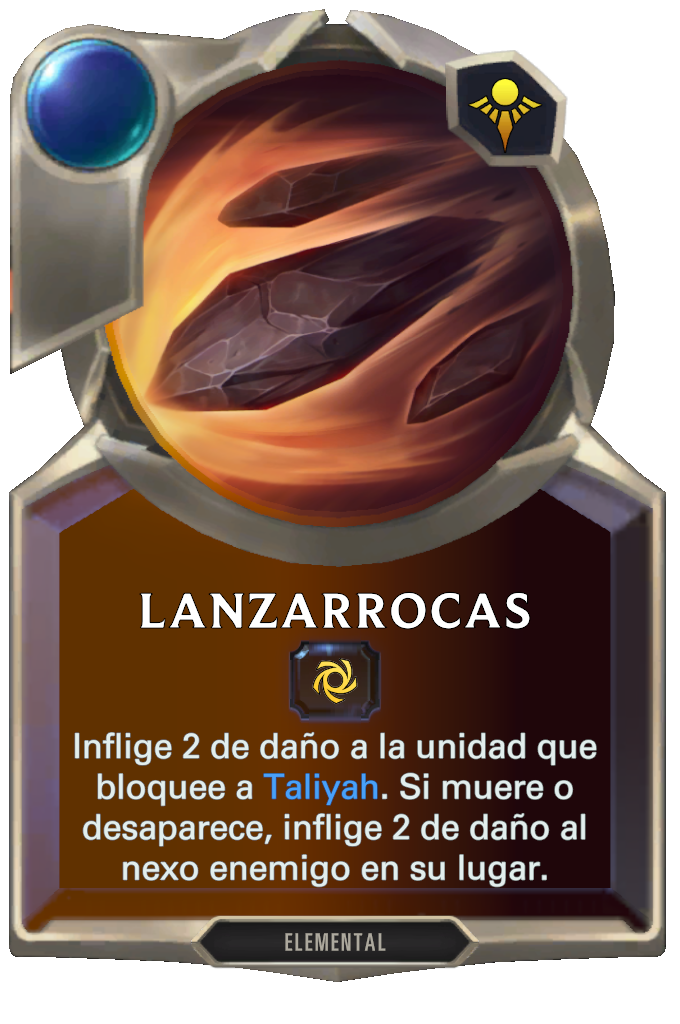 LANZARROCAS
Inflige 2 de daño a la unidad que
bloquee a Taliyah. Si muere o
desaparece, inflige 2 de daño al
nexo enemigo en su lugar.
ELEMENTAL